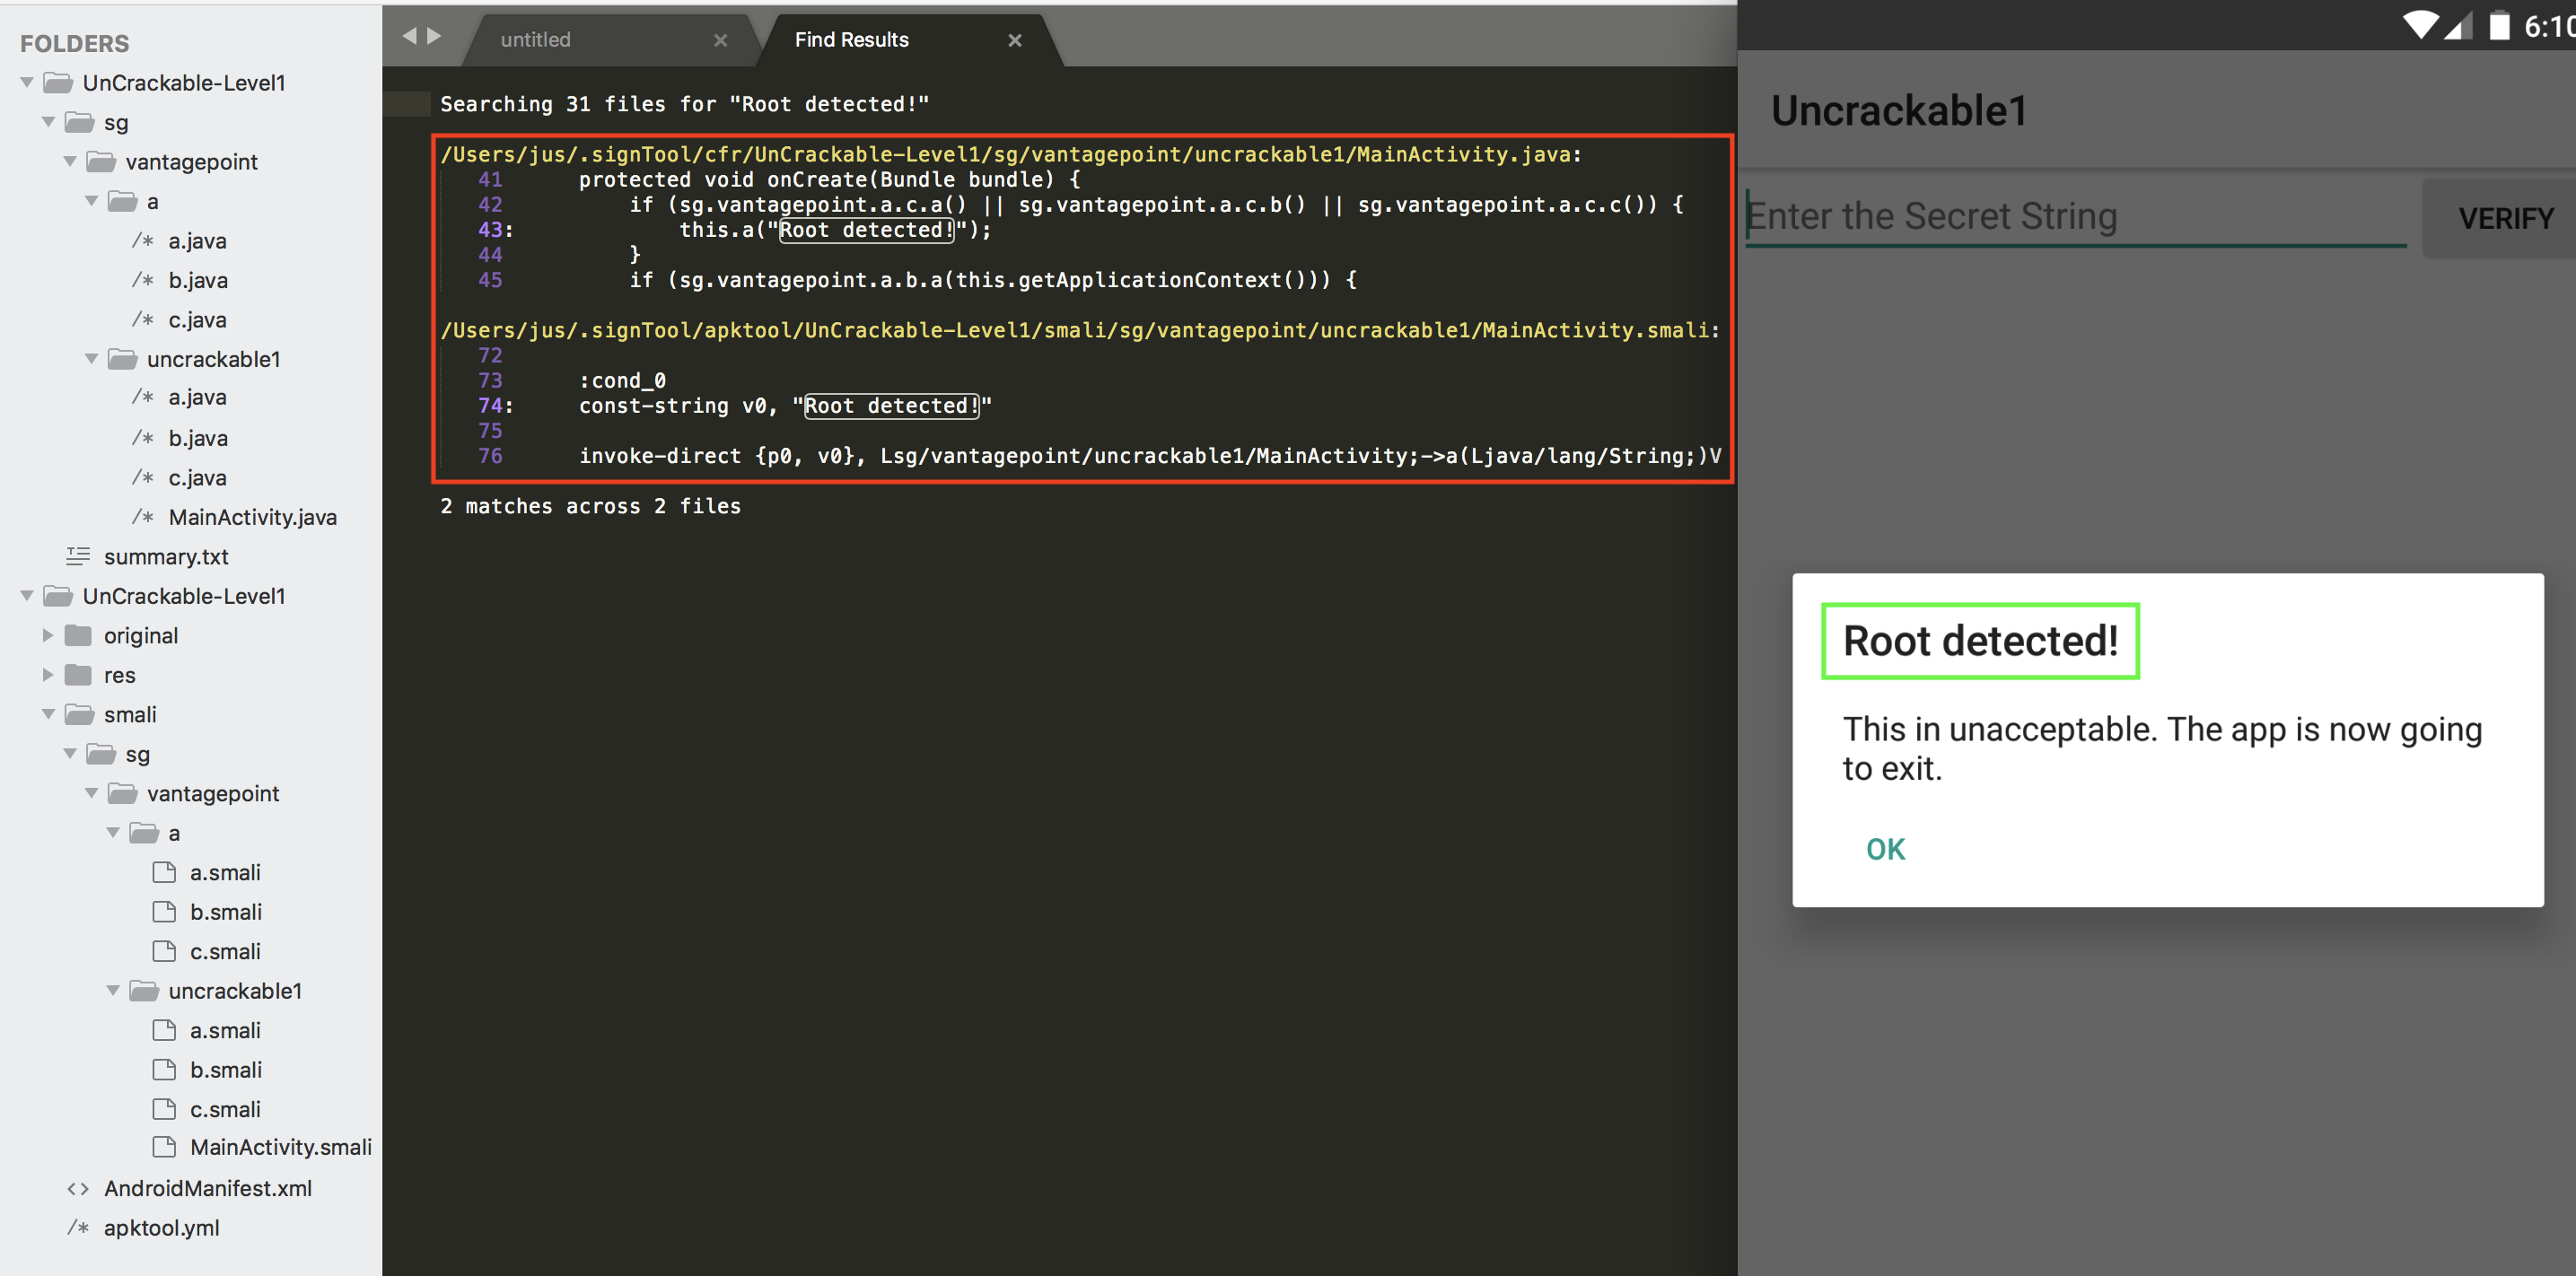 FOLDERS
UnCrackable-Level1
sg
vantagepoint
a
/* a.java
/* b.java
/* c.java
uncrackable1
/* a.java
/* b.java
/* c.java
/* MainActivity.java
summary.txt
UnCrackable-Level1
original
res
smali
sg
vantagepoint
a
a.smali
b.smali
c.smali
uncrackable1
a.smali
b.smali
c.smali
MainActivity.smali
<> AndroidManifest.xml
/* apktool.yml
untitled × Find Results ×
Searching 31 files for "Root detected!"
/Users/jus/.signTool/cfr/UnCrackable-Level1/sg/vantagepoint/uncrackable1/MainActivity.java:
41 protected void onCreate(Bundle bundle) {
42 if (sg.vantagepoint.a.c.a() || sg.vantagepoint.a.c.b() || sg.vantagepoint.a.c.c()) {
43: this.a("Root detected!");
44 }
45 if (sg.vantagepoint.a.b.a(this.getApplicationContext())) {
/Users/jus/.signTool/apktool/UnCrackable-Level1/smali/sg/vantagepoint/uncrackable1/MainActivity.smali:
72
73 :cond_0
74: const-string v0, "Root detected!"
75
76 invoke-direct {p0, v0}, Lsg/vantagepoint/uncrackable1/MainActivity;->a(Ljava/lang/String;)V
2 matches across 2 files
6:10
Uncrackable1
Enter the Secret String
VERIFY
Root detected!
This in unacceptable. The app is now going
to exit.
OK